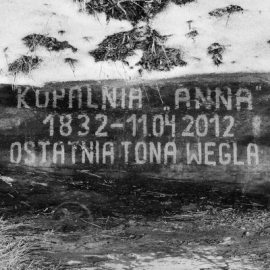 "KOPALNIA „ANNA"
1832-11.04.2012
OSTATNIA TONA WĘGLA